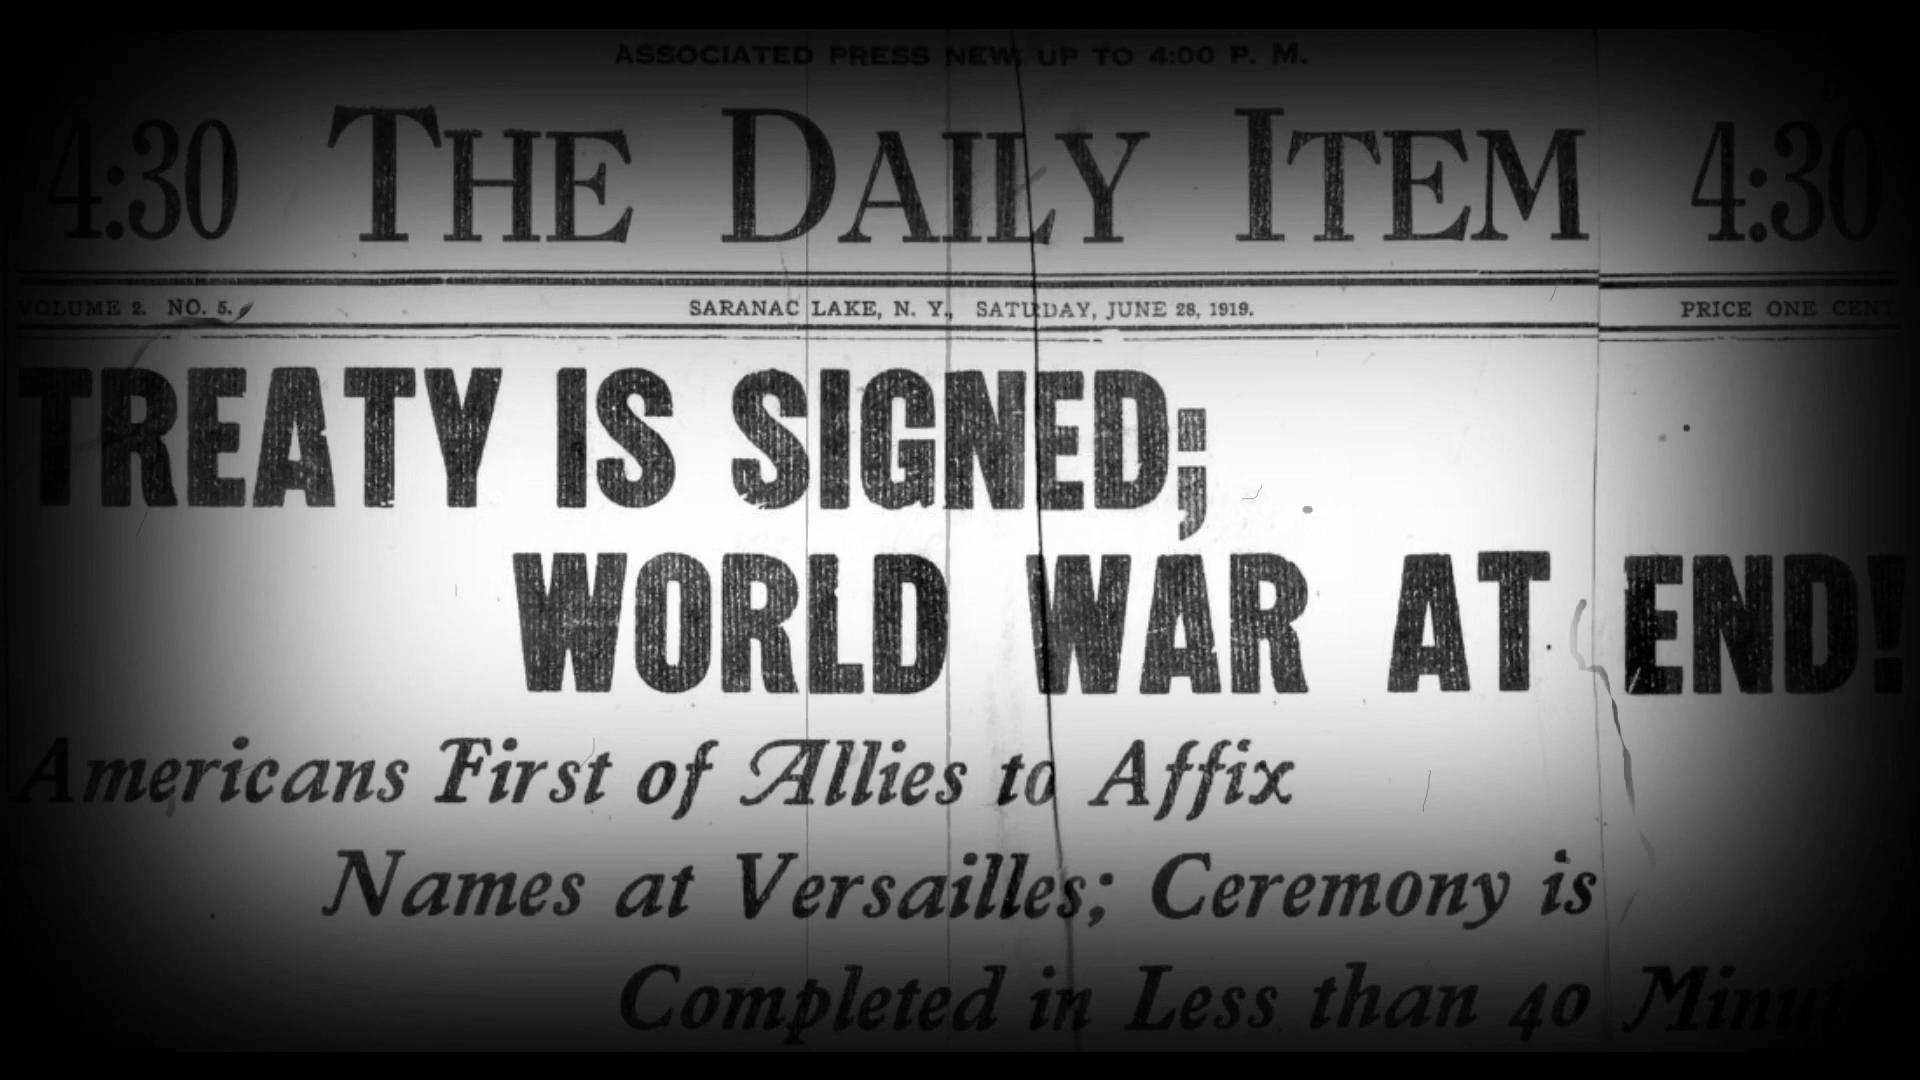 ASSOCIATED PRESS NEWS UP TO 4:00 P. M.
4:30 THE DAILY ITEM 4:30
VOLUME 2. NO. 5. SARANAC LAKE, N. Y., SATURDAY, JUNE 28, 1919. PRICE ONE CENT.
TREATY IS SIGNED;
WORLD WAR AT END!
Americans First of Allies to Affix
Names at Versailles; Ceremony is
Completed in Less than 40 Minutes